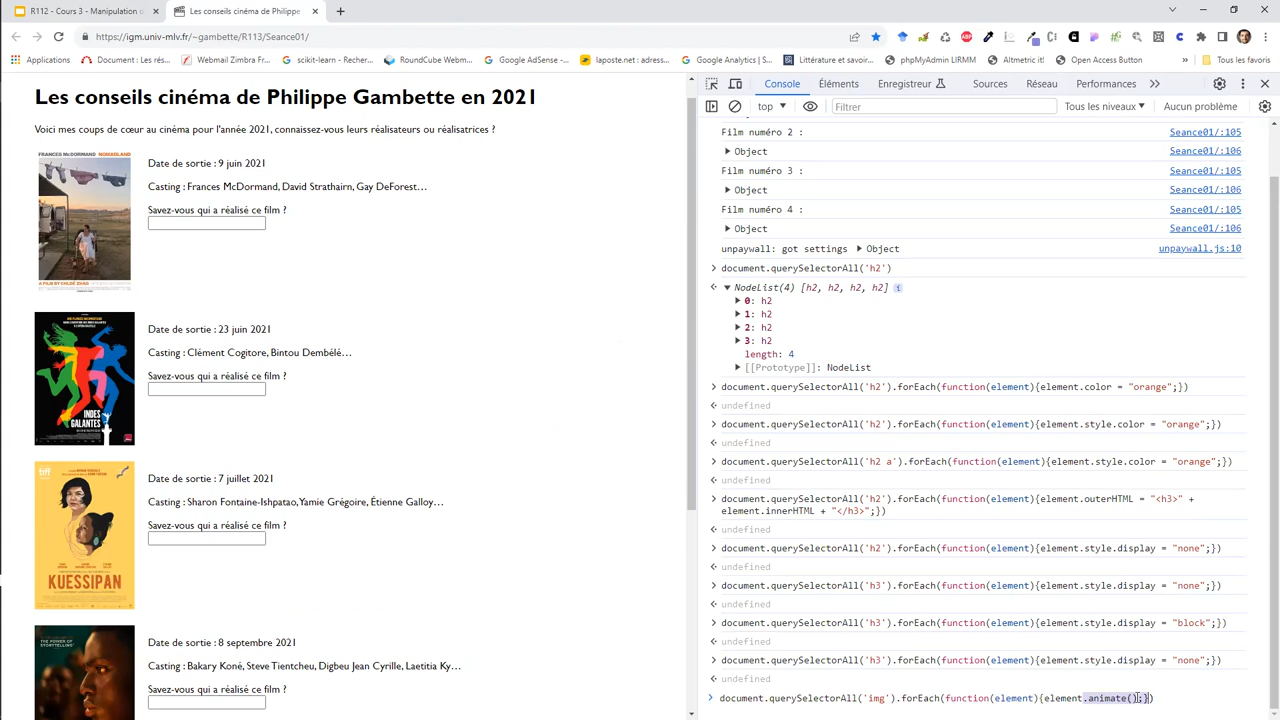 R112 - Cours 3 - Manipulation d
Les conseils cinéma de Philippe
https://igm.univ-mlv.fr/~gambette/R113/Seance01/
Applications
Document : Les rés…
Webmail Zimbra Fr…
scikit-learn - Recher…
RoundCube Webm…
Google AdSense -…
laposte.net : adress…
Google Analytics | S…
Littérature et savoir…
phpMyAdmin LIRMM
Altmetric it!
Open Access Button
Tous les favoris
Les conseils cinéma de Philippe Gambette en 2021
Voici mes coups de cœur au cinéma pour l'année 2021, connaissez-vous leurs réalisateurs ou réalisatrices ?
FRANCES McDORMAND NOMADLAND
A FILM BY CHLOÉ ZHAO
Date de sortie : 9 juin 2021
Casting : Frances McDormand, David Strathairn, Gay DeForest…
Savez-vous qui a réalisé ce film ?
INDES
GALANTES
Date de sortie : 23 juin 2021
Casting : Clément Cogitore, Bintou Dembélé…
Savez-vous qui a réalisé ce film ?
tiff
KUESSIPAN
Date de sortie : 7 juillet 2021
Casting : Sharon Fontaine-Ishpatao, Yamie Grégoire, Étienne Galloy…
Savez-vous qui a réalisé ce film ?
THE POWER OF
STORYTELLING
Date de sortie : 8 septembre 2021
Casting : Bakary Koné, Steve Tientcheu, Digbeu Jean Cyrille, Laetitia Ky…
Savez-vous qui a réalisé ce film ?
Console
Éléments
Enregistreur
Sources
Réseau
Performances
top
Filtrer
Tous les niveaux
Aucun problème
Film numéro 2 : Seance01/:105
Object Seance01/:106
Film numéro 3 : Seance01/:105
Object Seance01/:106
Film numéro 4 : Seance01/:105
Object Seance01/:106
unpaywall: got settings Object unpaywall.js:10
document.querySelectorAll('h2')
NodeList(4) [h2, h2, h2, h2] i
0: h2
1: h2
2: h2
3: h2
length: 4
[[Prototype]]: NodeList
document.querySelectorAll('h2').forEach(function(element){element.color = "orange";})
undefined
document.querySelectorAll('h2').forEach(function(element){element.style.color = "orange";})
undefined
document.querySelectorAll('h2 a').forEach(function(element){element.style.color = "orange";})
undefined
document.querySelectorAll('h2').forEach(function(element){element.outerHTML = "<h3>" +
element.innerHTML + "</h3>";})
undefined
document.querySelectorAll('h2').forEach(function(element){element.style.display = "none";})
undefined
document.querySelectorAll('h3').forEach(function(element){element.style.display = "none";})
undefined
document.querySelectorAll('h3').forEach(function(element){element.style.display = "block";})
undefined
document.querySelectorAll('h3').forEach(function(element){element.style.display = "none";})
undefined
document.querySelectorAll('img').forEach(function(element){element.animate();})